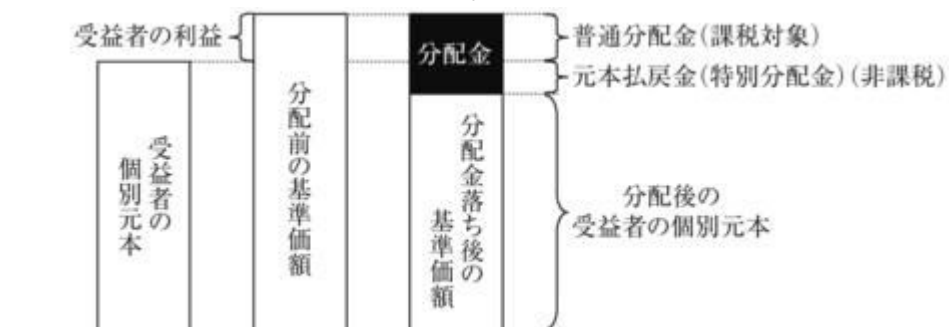 受益者の利益
分配金
普通分配金(課税対象)
元本払戻金(特別分配金)(非課税)
受益者の
個別元本
分配前の基準価額
分配金落ち後の
基準価額
分配後の
受益者の個別元本